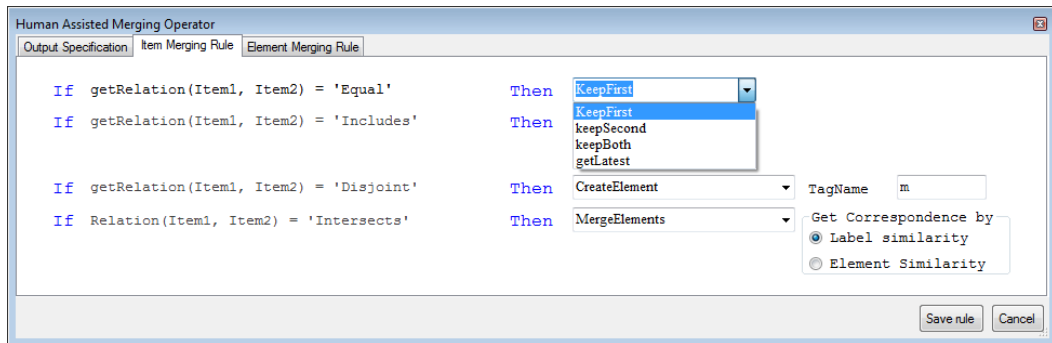 Human Assisted Merging Operator
Output Specification Item Merging Rule Element Merging Rule
If getRelation(Item1, Item2) = 'Equal' Then KeepFirst
KeepFirst
If getRelation(Item1, Item2) = 'Includes' Then keepSecond
keepBoth
getLatest
If getRelation(Item1, Item2) = 'Disjoint' Then CreateElement TagName m
If Relation(Item1, Item2) = 'Intersects' Then MergeElements Get Correspondence by
Label similarity
Element Similarity
Save rule Cancel